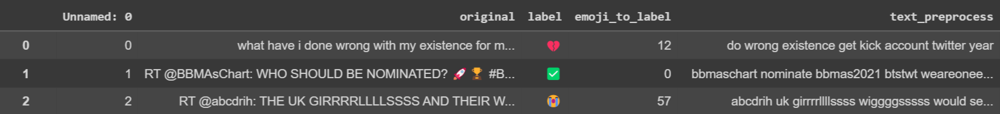 Unnamed: 0 original label emoji_to_label text_preprocess
0 0 what have i done wrong with my existence for m... 💔 12 do wrong existence get kick account twitter year
1 1 RT @BBMAsChart: WHO SHOULD BE NOMINATED? 🚀 🏆 #B... ✅ 0 bbmaschart nominate bbmas2021 btstwt weareonee...
2 2 RT @abcdrih: THE UK GIRRRRLLLLSSSS AND THEIR W... 😭 57 abcdrih uk girrrrllllssss wiggggsssss would se...